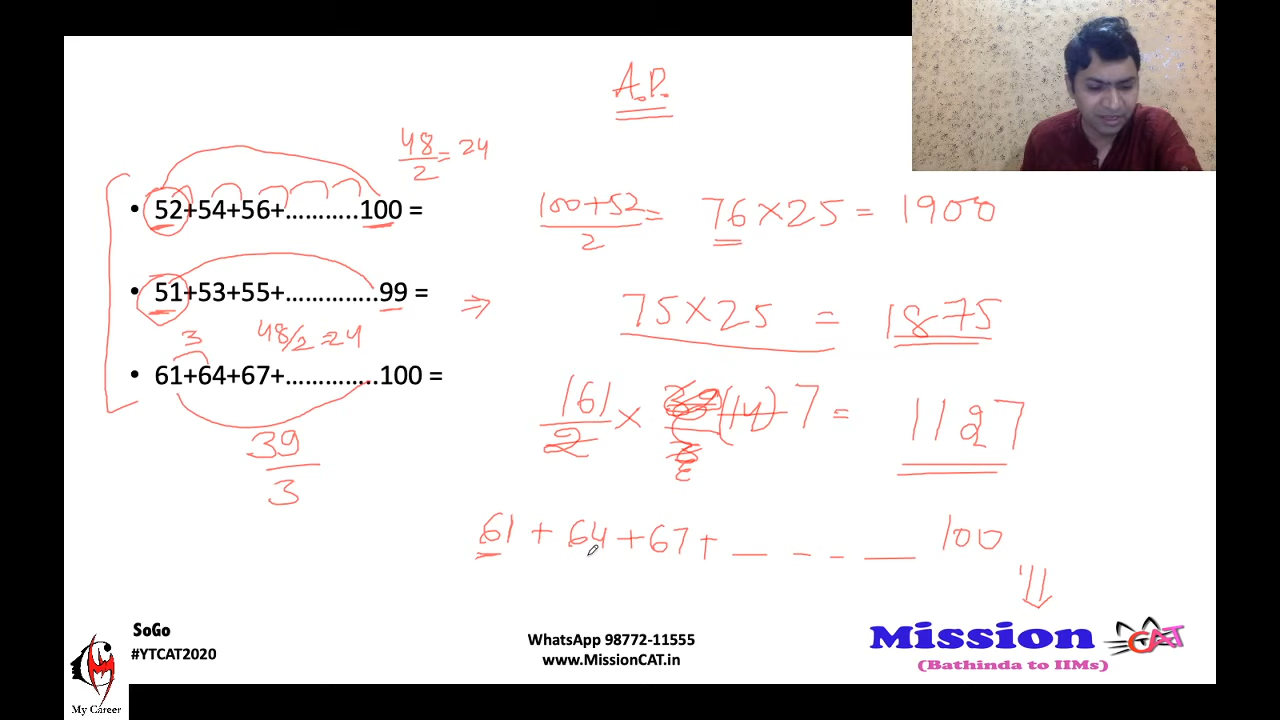 A.P.
48/2 = 24
• 52+54+56+………..100 =
100+52/2 = 76 × 25 = 1900
• 51+53+55+…………..99 =
⇒ 75 × 25 = 1875
3 48/2 = 24
• 61+64+67+…………..100 =
161/2 × 39/3 (14) 7 = 1127
39/3
61 + 64 + 67 + _ _ _ _ 100
SoGo
#YTCAT2020
WhatsApp 98772-11555
www.MissionCAT.in
Mission CAT
(Bathinda to IIMs)
My Career